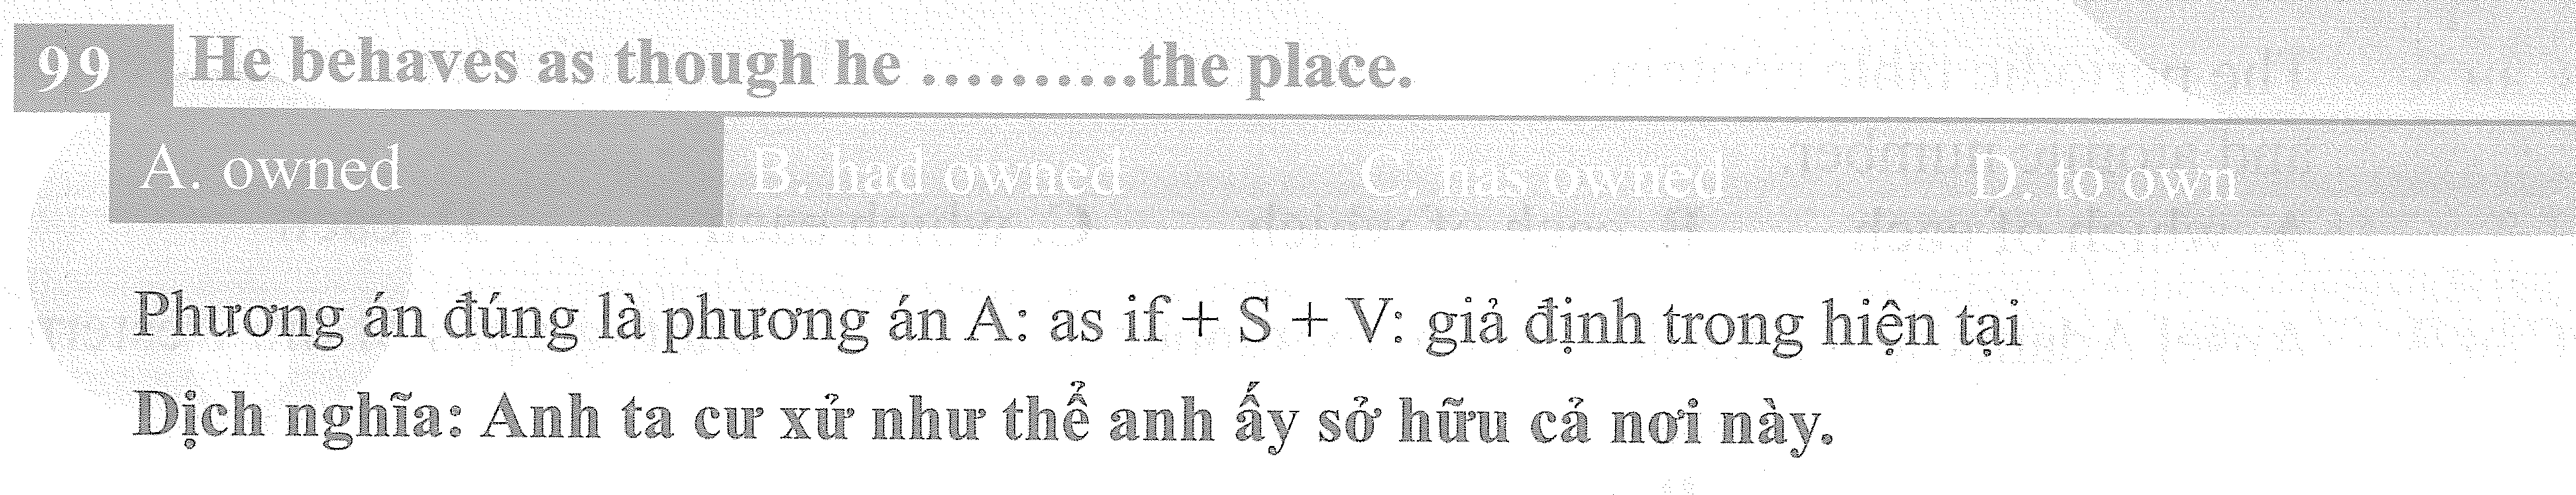 99 He behaves as though he ..........the place.
A. owned B. had owned C. has owned D. to own
Phương án đúng là phương án A: as if + S + V: giả định trong hiện tại
Dịch nghĩa: Anh ta cư xử như thể anh ấy sở hữu cả nơi này.